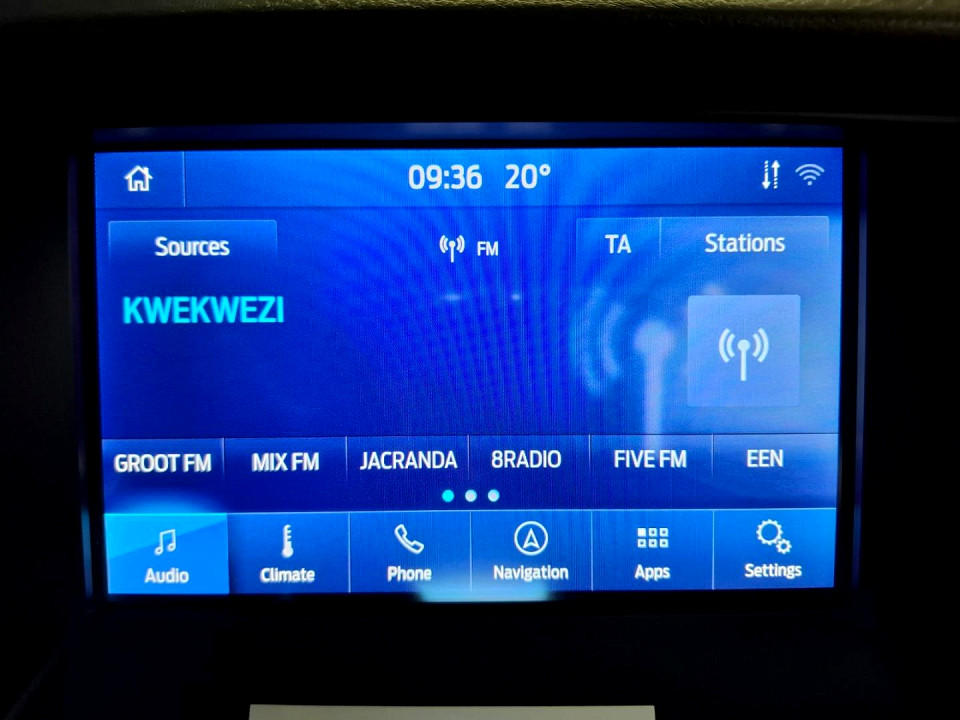 09:36 20°
Sources FM TA Stations
KWEKWEZI
GROOT FM MIX FM JACRANDA 8RADIO FIVE FM EEN
Audio Climate Phone Navigation Apps Settings